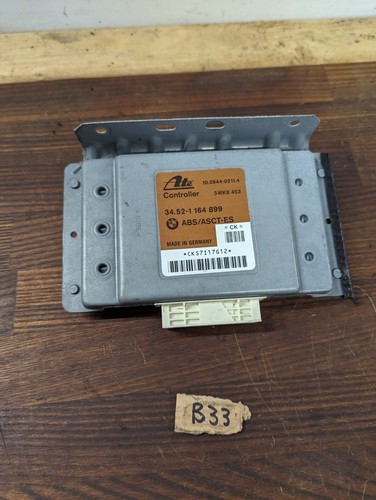 Ate
10.0944-0211.4
Controller
5WK8 403
34.52-1 164 899
ABS/ASCT-ES
*CK*
MADE IN GERMANY
*CK57117612*
B33